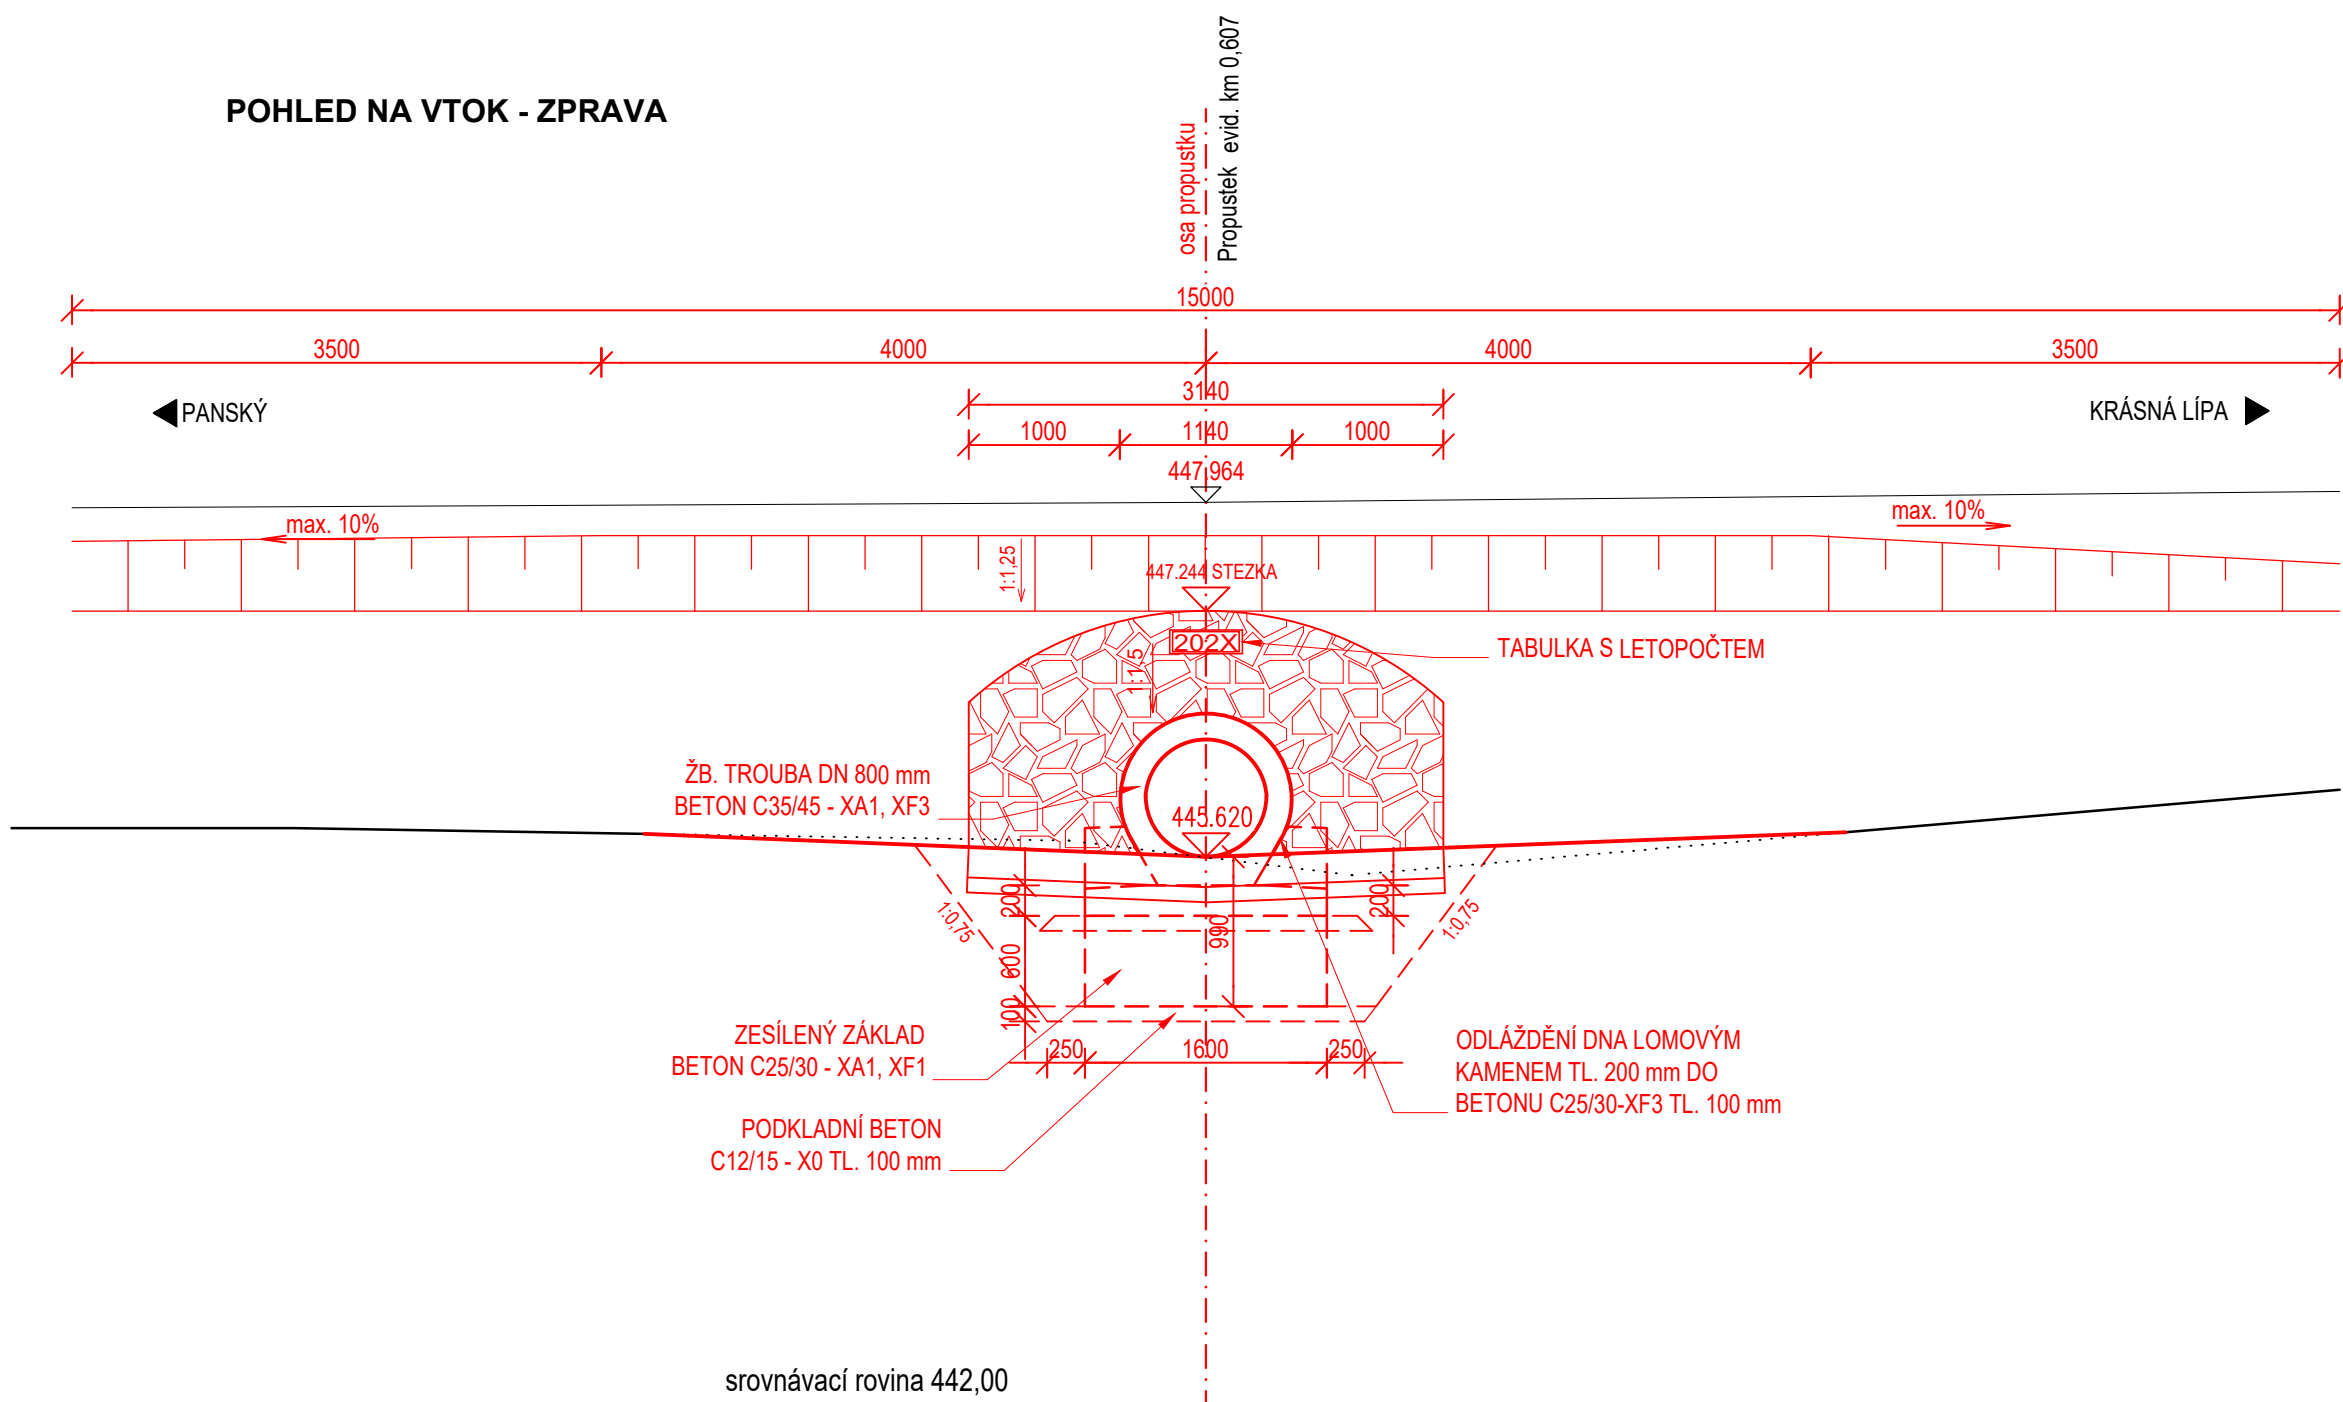 POHLED NA VTOK - ZPRAVA
osa propustku
Propustek evid. km 0,607
15000
3500
4000
4000
3500
3140
PANSKÝ
KRÁSNÁ LÍPA
1000
1140
1000
447.964
max. 10%
max. 10%
1:1,25
447.244 STEZKA
202X
TABULKA S LETOPOČTEM
1:1,5
ŽB. TROUBA DN 800 mm
BETON C35/45 - XA1, XF3
445.620
200
200
1:0,75
1:0,75
990
600
100
250
1600
250
ZESÍLENÝ ZÁKLAD
BETON C25/30 - XA1, XF1
ODLÁŽDĚNÍ DNA LOMOVÝM
KAMENEM TL. 200 mm DO
BETONU C25/30-XF3 TL. 100 mm
PODKLADNÍ BETON
C12/15 - X0 TL. 100 mm
srovnávací rovina 442,00